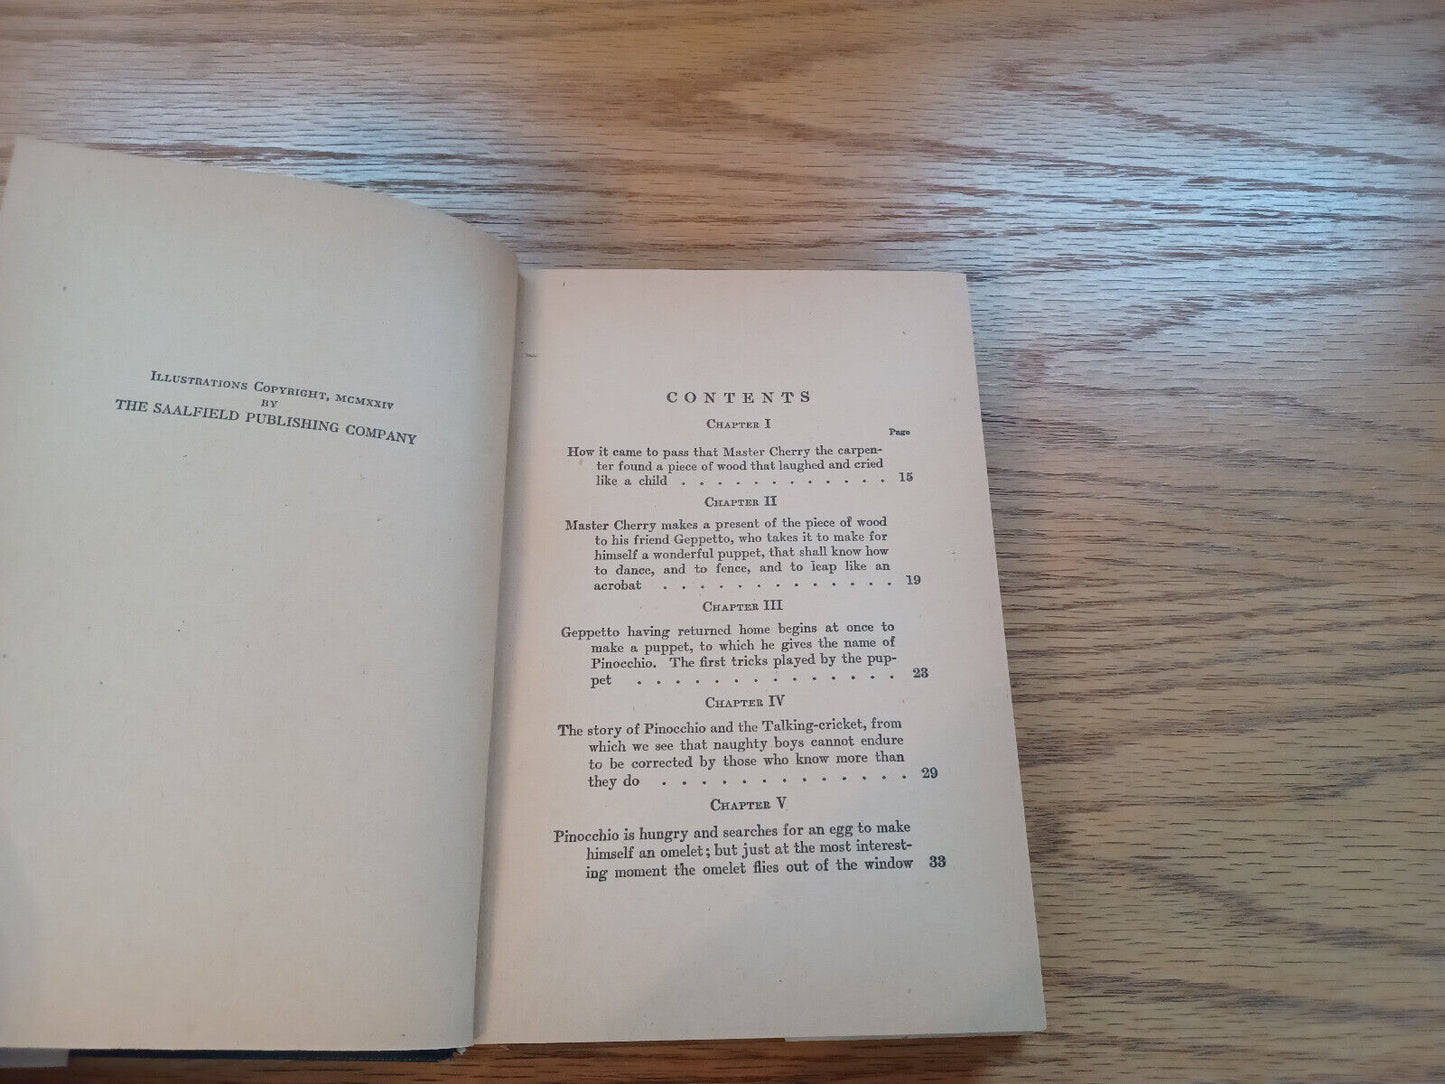 Illustrations Copyright, MCMXXIV
BY
THE SAALFIELD PUBLISHING COMPANY
CONTENTS
Chapter I
Page
How it came to pass that Master Cherry the carpen-
ter found a piece of wood that laughed and cried
like a child . . . . . . . . . . . . 15
Chapter II
Master Cherry makes a present of the piece of wood
to his friend Geppetto, who takes it to make for
himself a wonderful puppet, that shall know how
to dance, and to fence, and to leap like an
acrobat . . . . . . . . . . . . . 19
Chapter III
Geppetto having returned home begins at once to
make a puppet, to which he gives the name of
Pinocchio. The first tricks played by the pup-
pet . . . . . . . . . . . . . . 23
Chapter IV
The story of Pinocchio and the Talking-cricket, from
which we see that naughty boys cannot endure
to be corrected by those who know more than
they do . . . . . . . . . . . . . 29
Chapter V
Pinocchio is hungry and searches for an egg to make
himself an omelet; but just at the most interest-
ing moment the omelet flies out of the window 33